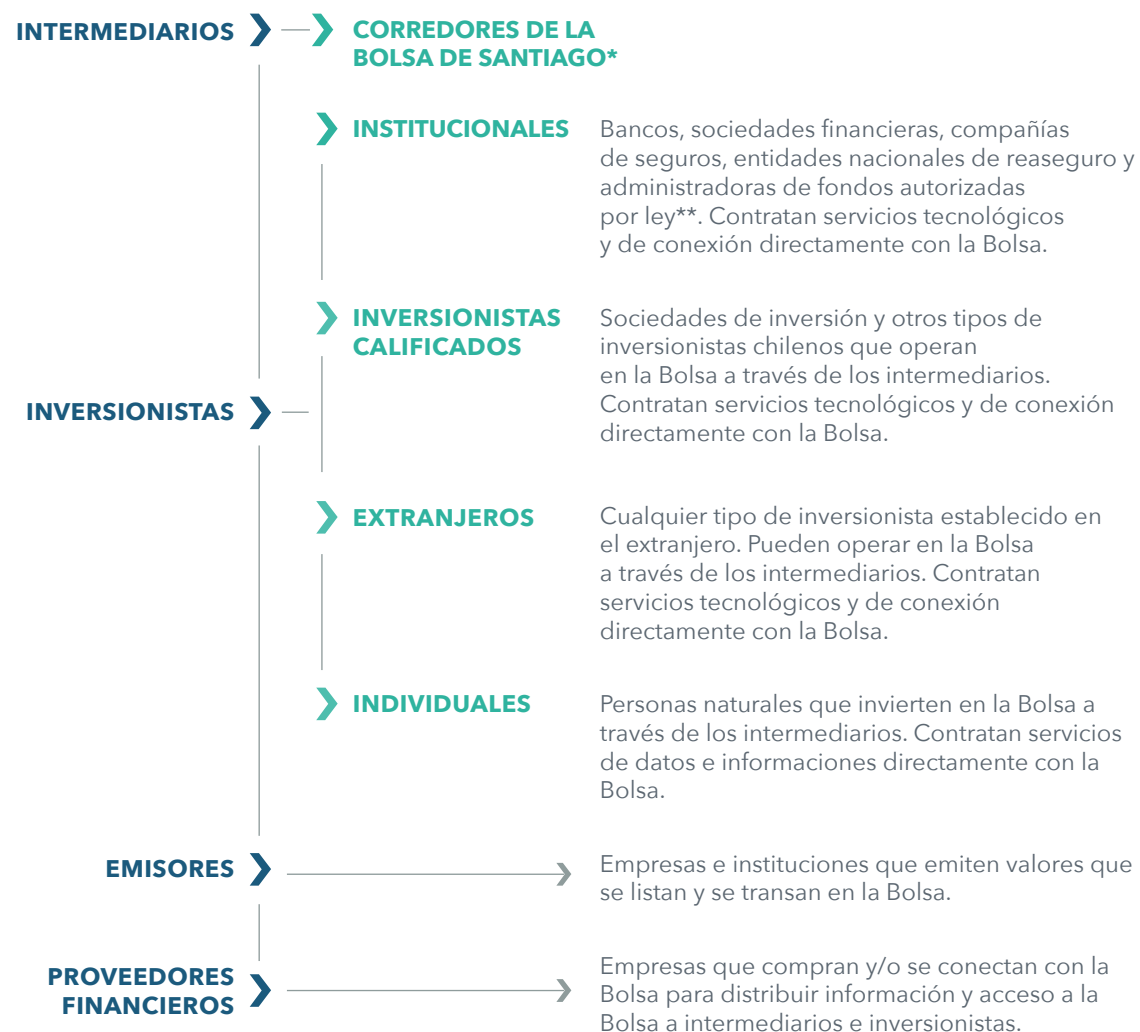 INTERMEDIARIOS
CORREDORES DE LA
BOLSA DE SANTIAGO*
INSTITUCIONALES
Bancos, sociedades financieras, compañías
de seguros, entidades nacionales de reaseguro y
administradoras de fondos autorizadas
por ley**. Contratan servicios tecnológicos
y de conexión directamente con la Bolsa.
INVERSIONISTAS
INVERSIONISTAS
CALIFICADOS
Sociedades de inversión y otros tipos de
inversionistas chilenos que operan
en la Bolsa a través de los intermediarios.
Contratan servicios tecnológicos y de conexión
directamente con la Bolsa.
EXTRANJEROS
Cualquier tipo de inversionista establecido en
el extranjero. Pueden operar en la Bolsa
a través de los intermediarios. Contratan
servicios tecnológicos y de conexión
directamente con la Bolsa.
INDIVIDUALES
Personas naturales que invierten en la Bolsa a
través de los intermediarios. Contratan servicios
de datos e informaciones directamente con la
Bolsa.
EMISORES
Empresas e instituciones que emiten valores que
se listan y se transan en la Bolsa.
PROVEEDORES
FINANCIEROS
Empresas que compran y/o se conectan con la
Bolsa para distribuir información y acceso a la
Bolsa a intermediarios e inversionistas.